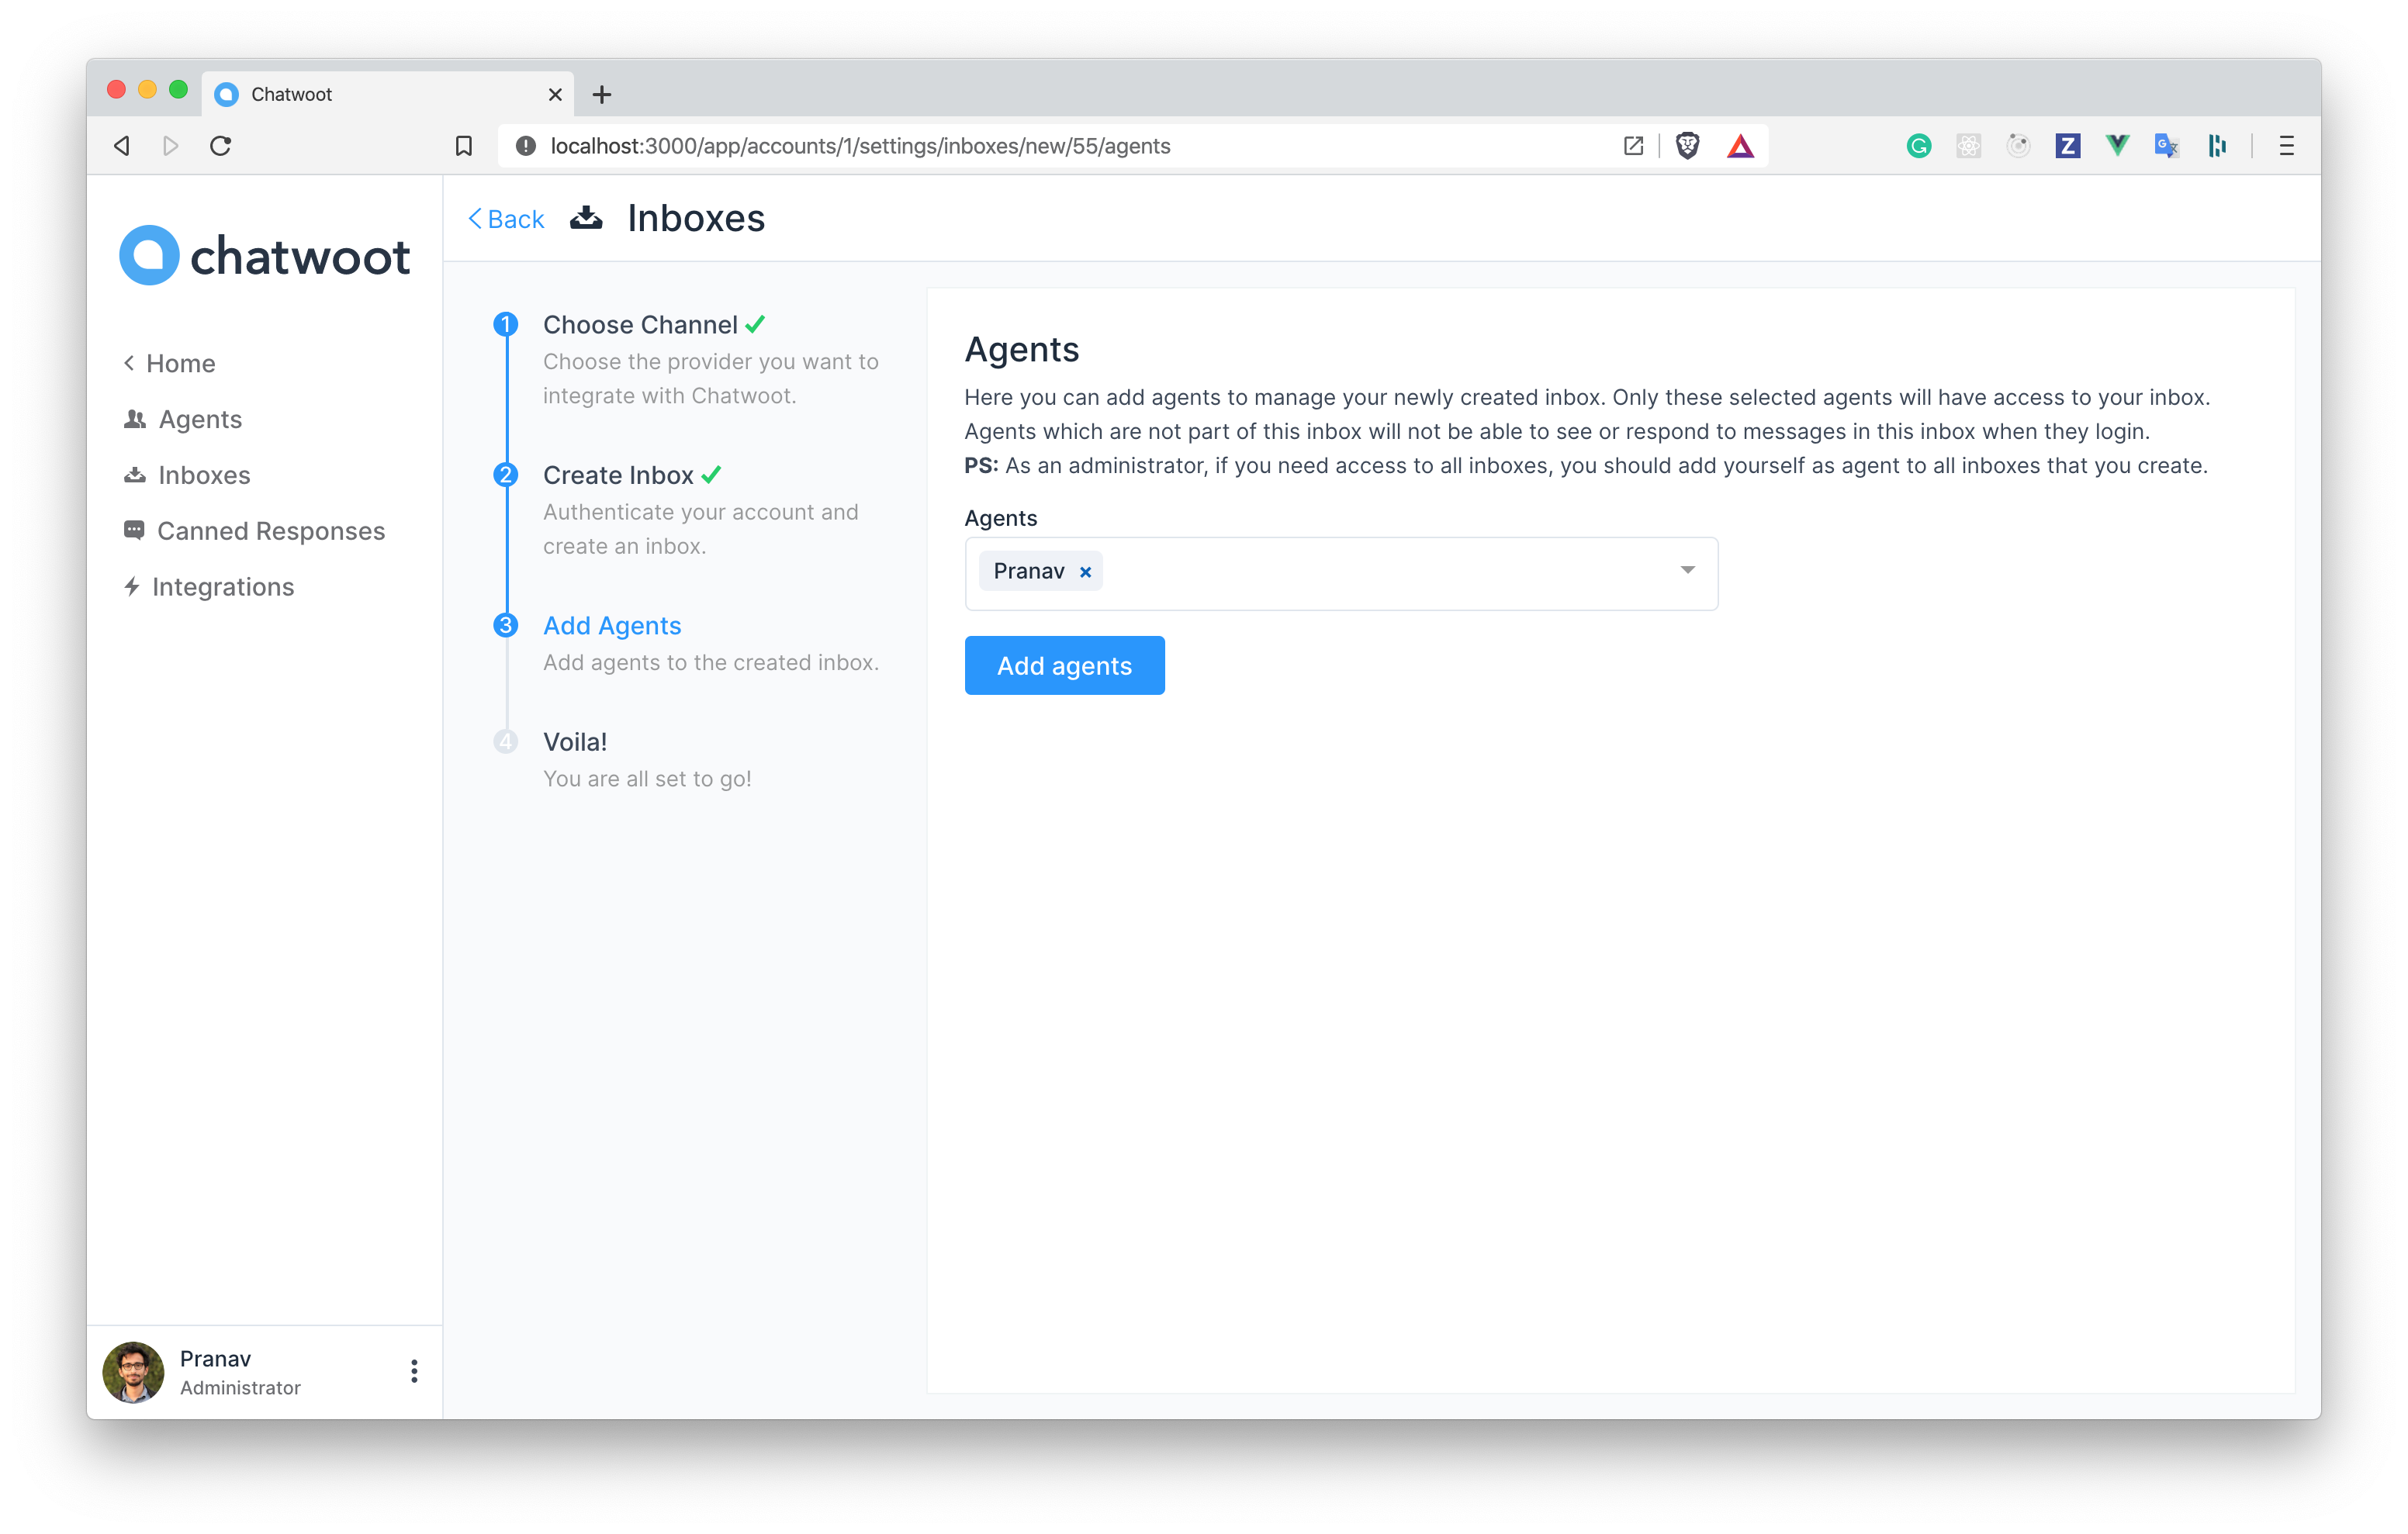 Chatwoot
localhost:3000/app/accounts/1/settings/inboxes/new/55/agents
chatwoot
Home
Agents
Inboxes
Canned Responses
Integrations
Pranav
Administrator
Back
Inboxes
1 Choose Channel
Choose the provider you want to
integrate with Chatwoot.
2 Create Inbox
Authenticate your account and
create an inbox.
3 Add Agents
Add agents to the created inbox.
4 Voila!
You are all set to go!
Agents
Here you can add agents to manage your newly created inbox. Only these selected agents will have access to your inbox.
Agents which are not part of this inbox will not be able to see or respond to messages in this inbox when they login.
PS: As an administrator, if you need access to all inboxes, you should add yourself as agent to all inboxes that you create.
Agents
Pranav
Add agents